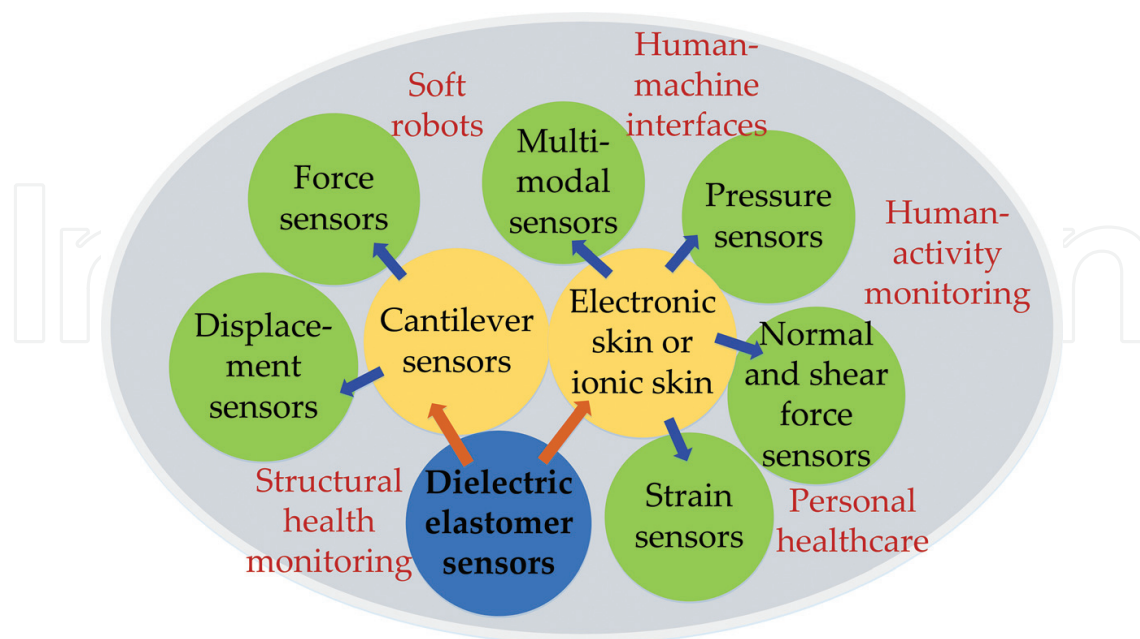 Human-
machine
interfaces
Soft
robots
Multi-
modal
sensors
Force
sensors
Pressure
sensors
Human-
activity
monitoring
Displace-
ment
sensors
Cantilever
sensors
Electronic
skin or
ionic skin
Normal
and shear
force
sensors
Structural
health
monitoring
Dielectric
elastomer
sensors
Strain
sensors
Personal
healthcare